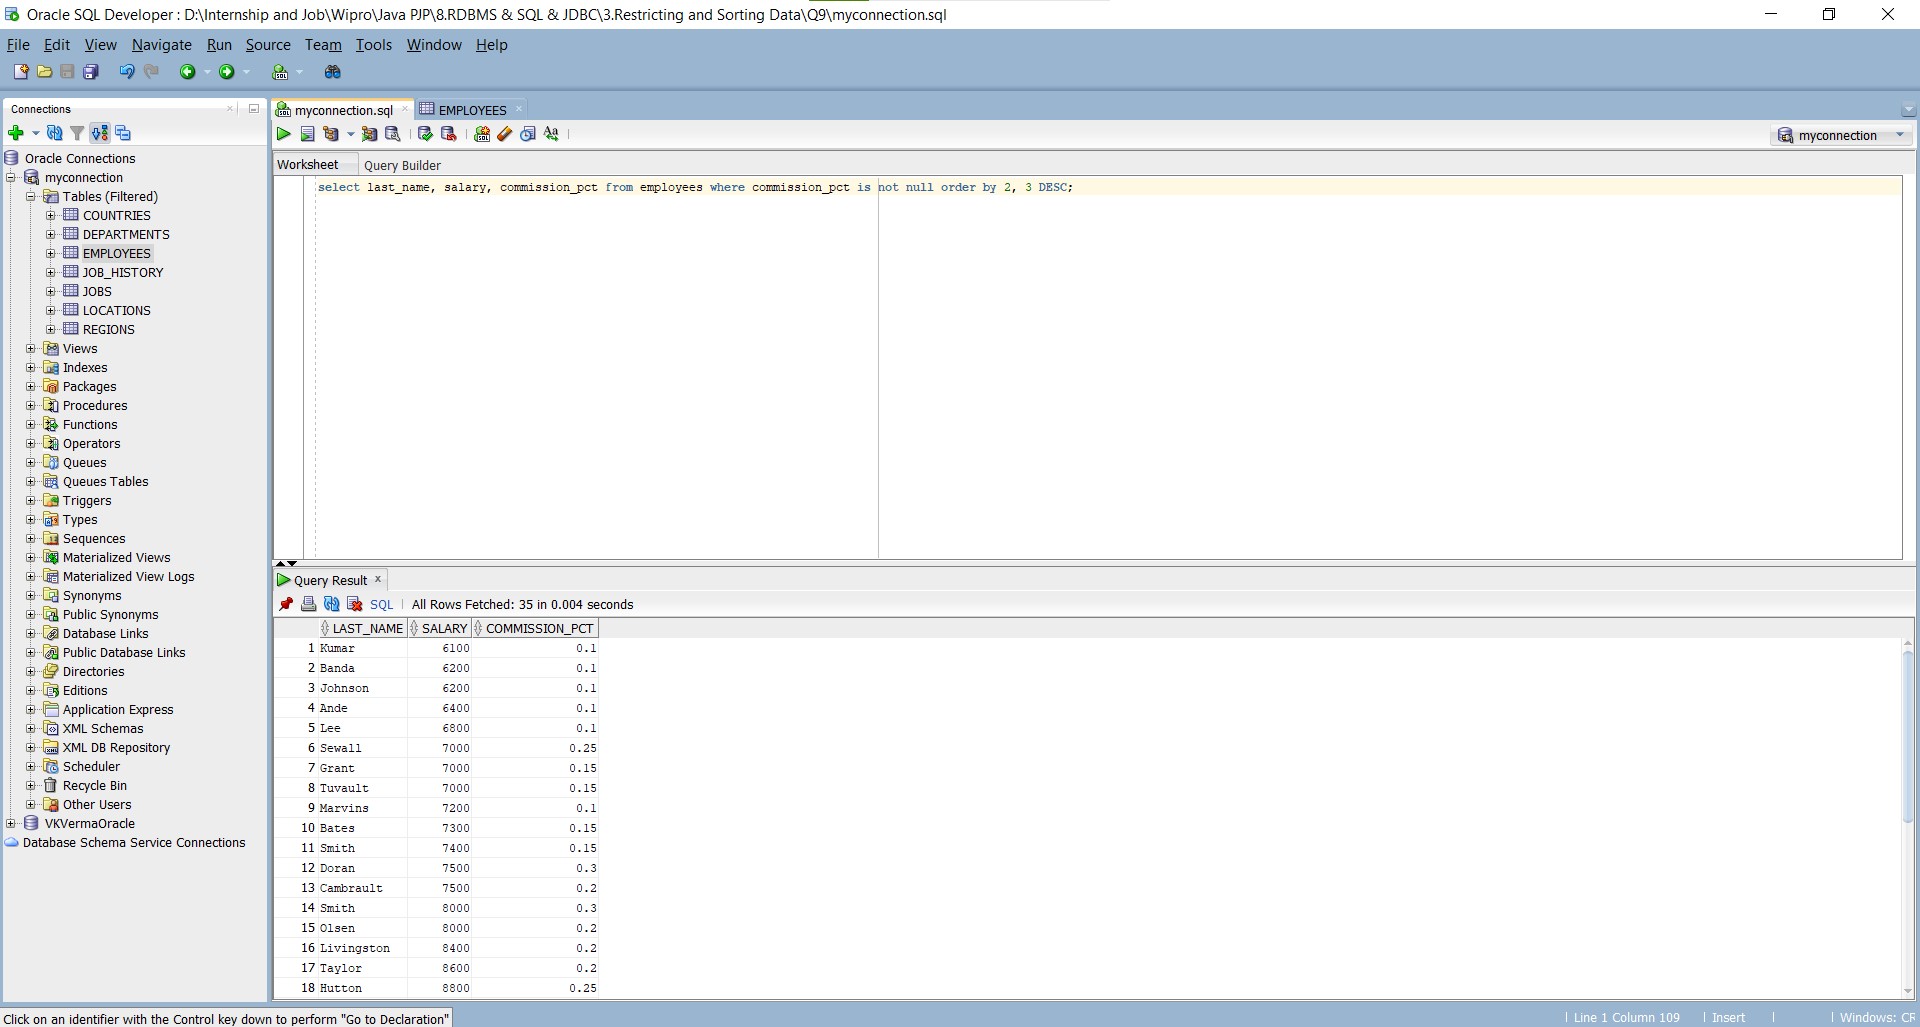 Oracle SQL Developer : D:\Internship and Job\Wipro\Java PJP\8.RDBMS & SQL & JDBC\3.Restricting and Sorting Data\Q9\myconnection.sql
File Edit View Navigate Run Source Team Tools Window Help
Connections
Oracle Connections
myconnection
Tables (Filtered)
COUNTRIES
DEPARTMENTS
EMPLOYEES
JOB_HISTORY
JOBS
LOCATIONS
REGIONS
Views
Indexes
Packages
Procedures
Functions
Operators
Queues
Queues Tables
Triggers
Types
Sequences
Materialized Views
Materialized View Logs
Synonyms
Public Synonyms
Database Links
Public Database Links
Directories
Editions
Application Express
XML Schemas
XML DB Repository
Scheduler
Recycle Bin
Other Users
VKVermaOracle
Database Schema Service Connections
myconnection.sql EMPLOYEES
Aa
myconnection
Worksheet Query Builder
select last_name, salary, commission_pct from employees where commission_pct is not null order by 2, 3 DESC;
Query Result
SQL All Rows Fetched: 35 in 0.004 seconds
LAST_NAME SALARY COMMISSION_PCT
1 Kumar 6100 0.1
2 Banda 6200 0.1
3 Johnson 6200 0.1
4 Ande 6400 0.1
5 Lee 6800 0.1
6 Sewall 7000 0.25
7 Grant 7000 0.15
8 Tuvault 7000 0.15
9 Marvins 7200 0.1
10 Bates 7300 0.15
11 Smith 7400 0.15
12 Doran 7500 0.3
13 Cambrault 7500 0.2
14 Smith 8000 0.3
15 Olsen 8000 0.2
16 Livingston 8400 0.2
17 Taylor 8600 0.2
18 Hutton 8800 0.25
Click on an identifier with the Control key down to perform "Go to Declaration"
Line 1 Column 109 Insert Windows: CR